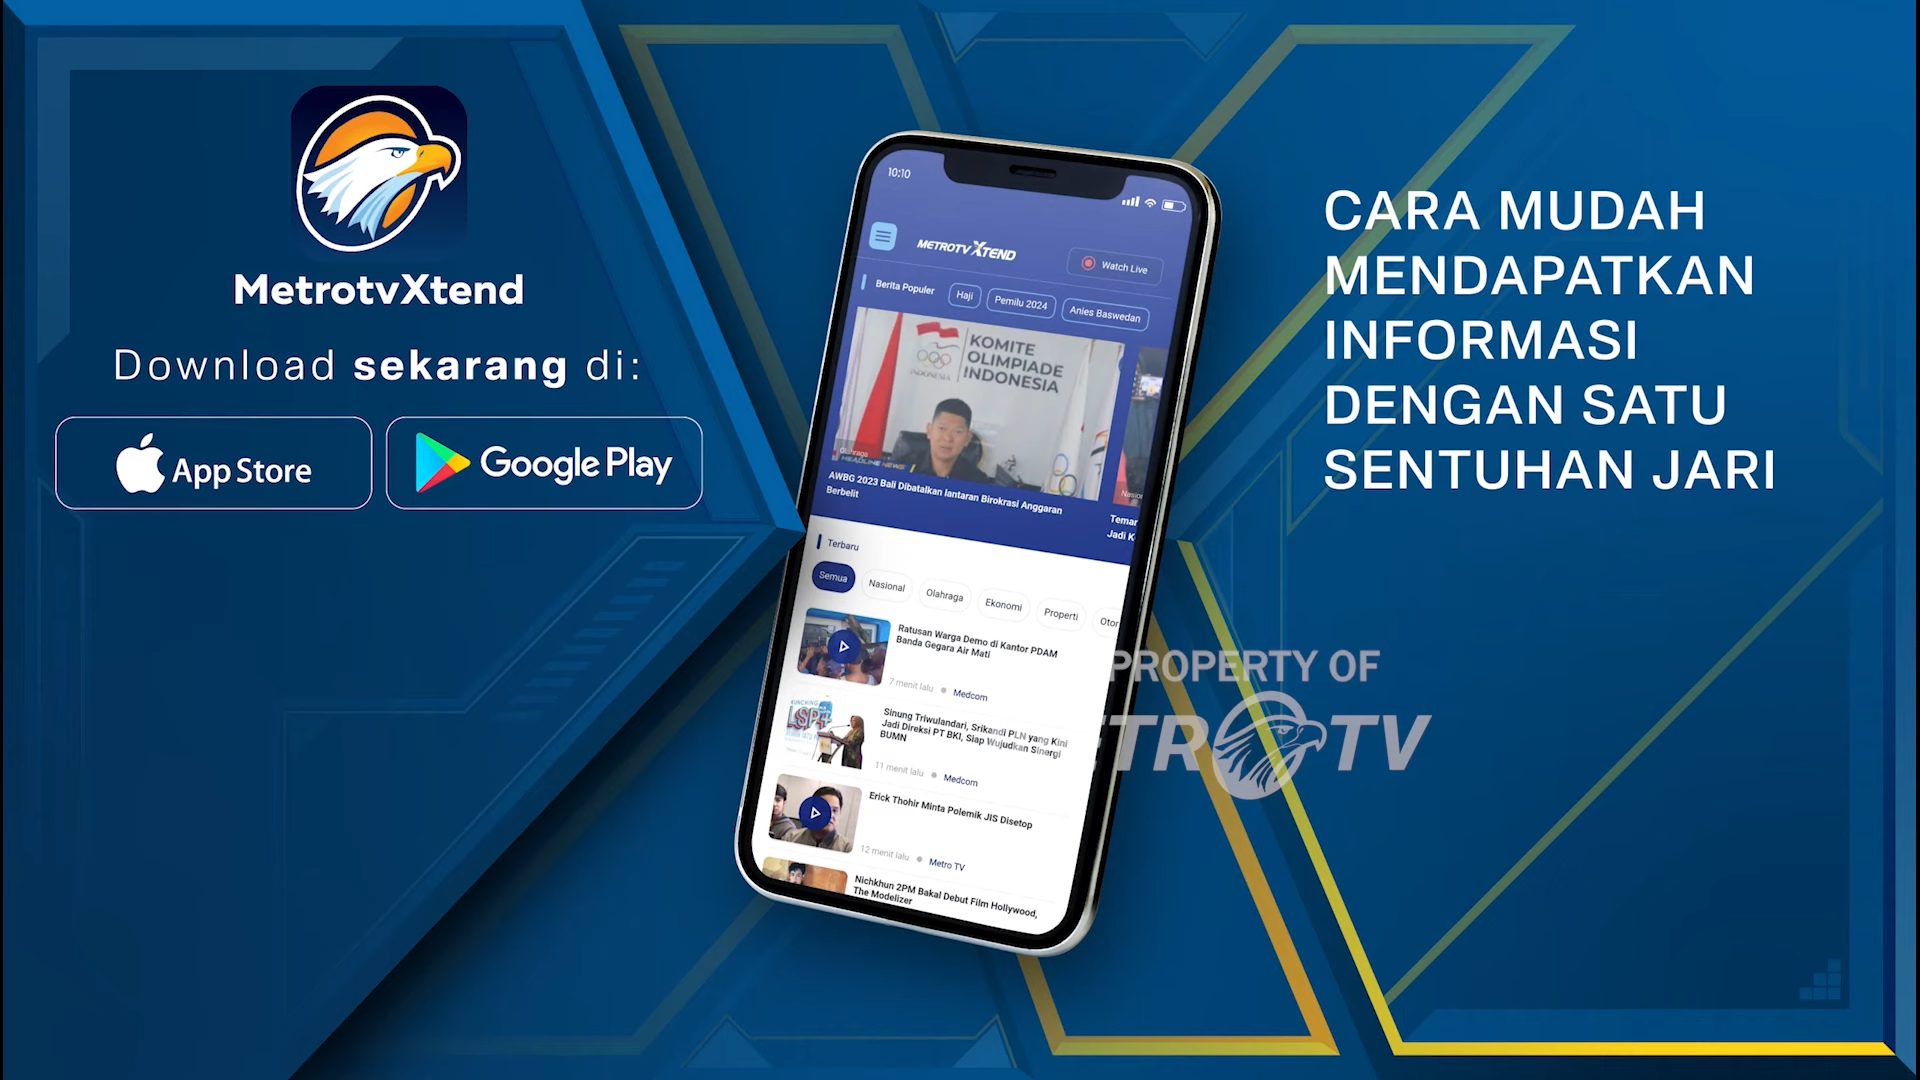 MetrotvXtend
Download sekarang di:
App Store
Google Play
10:10
METROTV XTEND
Watch Live
Berita Populer
Haji
Pemilu 2024
Anies Baswedan
KOMITE
OLIMPIADE
INDONESIA
INDONESIA
Olahraga
HEADLINE NEWS
AWBG 2023 Bali Dibatalkan lantaran Birokrasi Anggaran
Berbelit
Terbaru
Semua
Nasional
Olahraga
Ekonomi
Properti
Ratusan Warga Demo di Kantor PDAM
Banda Gegara Air Mati
7 menit lalu
Medcom
Sinung Triwulandari, Srikandi PLN yang Kini
Jadi Direksi PT BKI, Siap Wujudkan Sinergi
BUMN
11 menit lalu
Medcom
Erick Thohir Minta Polemik JIS Disetop
12 menit lalu
Metro TV
Nichkhun 2PM Bakal Debut Film Hollywood,
The Modelizer
CARA MUDAH
MENDAPATKAN
INFORMASI
DENGAN SATU
SENTUHAN JARI
PROPERTY OF
ETROTV